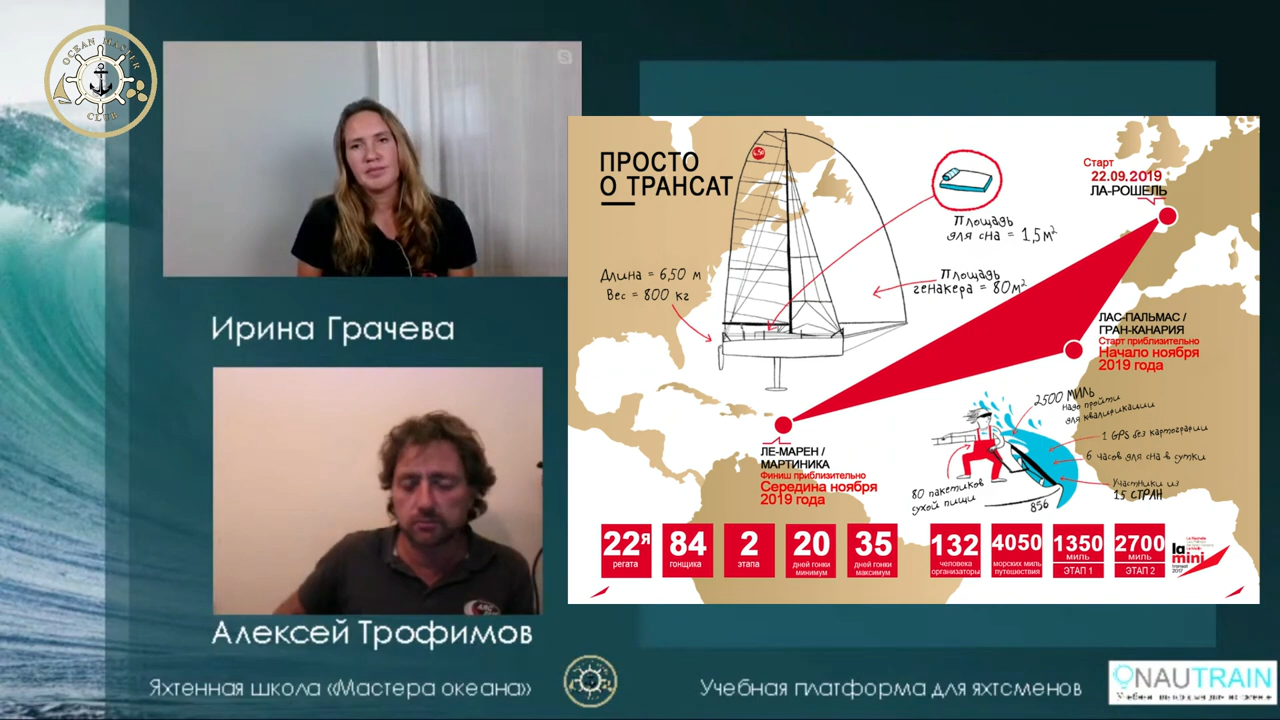 OCEAN MASTER
CLUB
Ирина Грачева
Алексей Трофимов
Яхтенная школа «Мастера океана»
Учебная платформа для яхтсменов
NAUTRAIN
ПРОСТО
О ТРАНСАТ
Длина = 6,50 м
Вес = 800 кг
Площадь
для сна = 1,5м²
Площадь
генакера = 80м²
Старт
22.09.2019
ЛА-РОШЕЛЬ
ЛАС-ПАЛЬМАС /
ГРАН-КАНАРИЯ
Старт приблизительно
Начало ноября
2019 года
ЛЕ-МАРЕН /
МАРТИНИКА
Финиш приблизительно
Середина ноября
2019 года
2500 МИЛЬ
надо пройти
для квалификации
1 GPS без картографии
6 часов для сна в сутки
Участники из
15 СТРАН
80 пакетиков
сухой пищи
856
22я
регата
84
гонщика
2
этапа
20
дней гонки
минимум
35
дней гонки
максимум
132
человека
организаторы
4050
морских миль
путешествия
1350
миль
ЭТАП 1
2700
миль
ЭТАП 2
la
mini
transat
2017